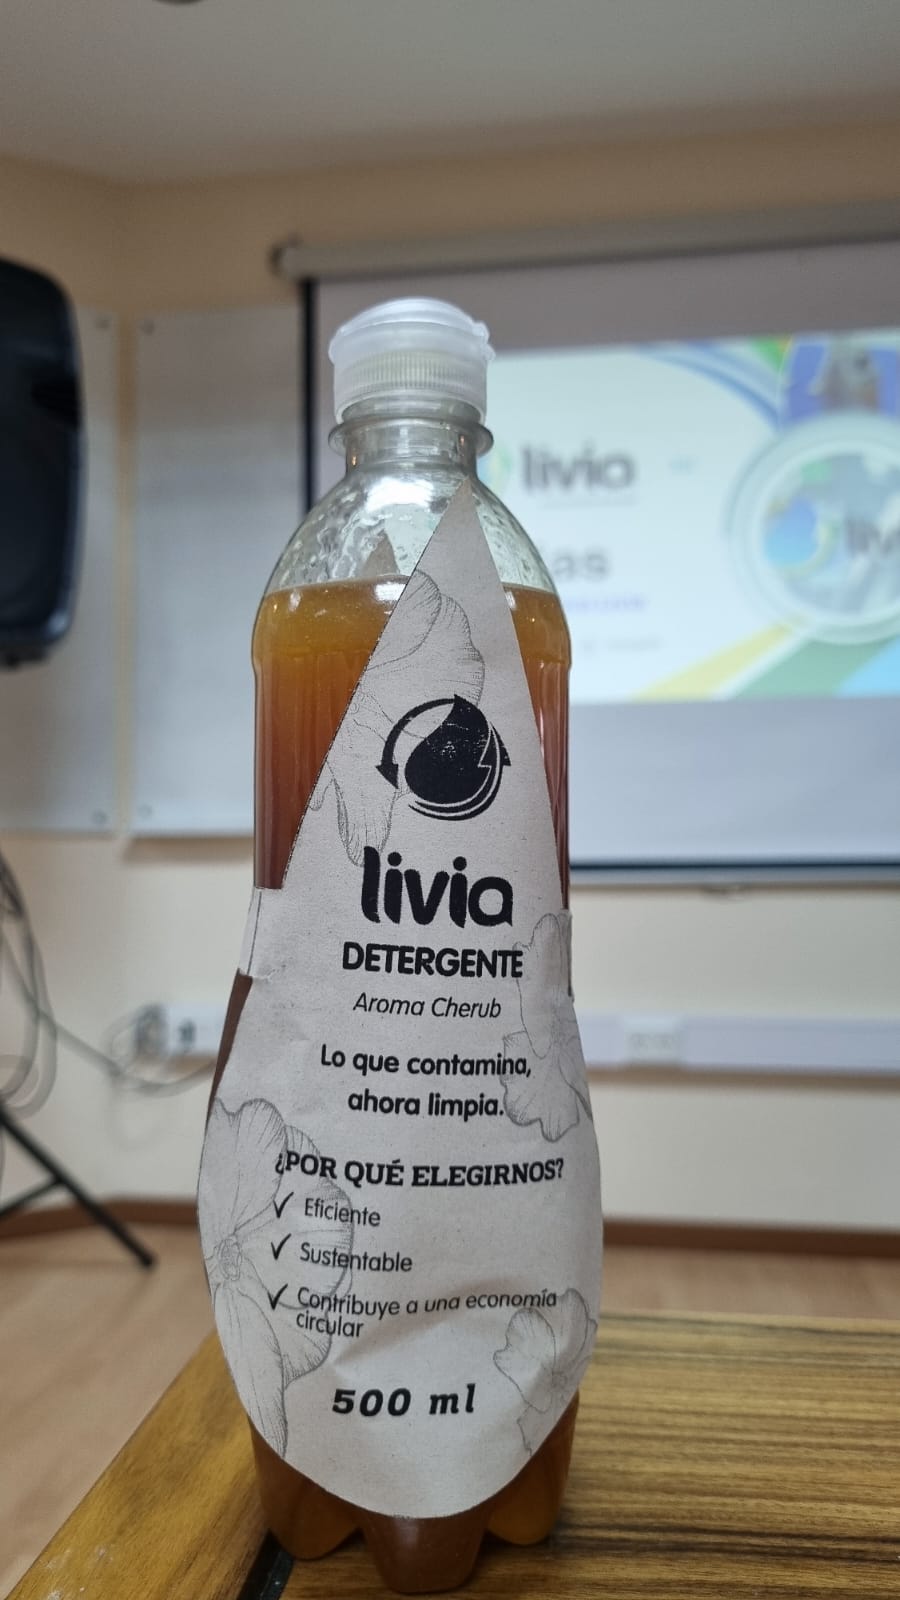 livia
livia
DETERGENTE
Aroma Cherub
Lo que contamina,
ahora limpia.
¿POR QUÉ ELEGIRNOS?
✓ Eficiente
✓ Sustentable
✓ Contribuye a una economía
circular
500 ml